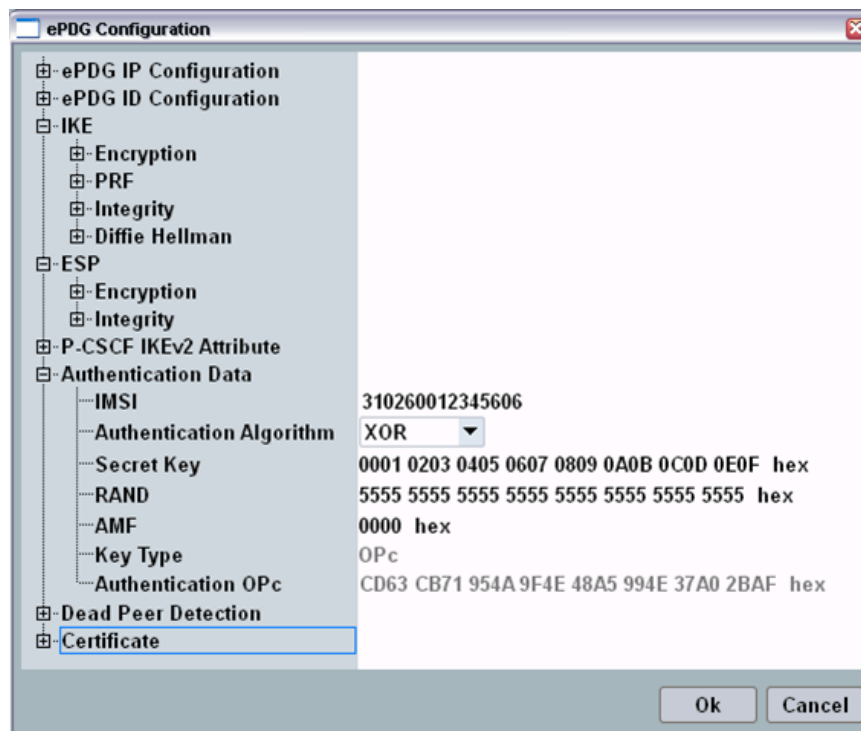 ePDG Configuration
ePDG IP Configuration
ePDG ID Configuration
IKE
Encryption
PRF
Integrity
Diffie Hellman
ESP
Encryption
Integrity
P-CSCF IKEv2 Attribute
Authentication Data
IMSI 310260012345606
Authentication Algorithm XOR
Secret Key 0001 0203 0405 0607 0809 0A0B 0C0D 0E0F hex
RAND 5555 5555 5555 5555 5555 5555 5555 5555 hex
AMF 0000 hex
Key Type OPc
Authentication OPc CD63 CB71 954A 9F4E 48A5 994E 37A0 2BAF hex
Dead Peer Detection
Certificate
Ok Cancel